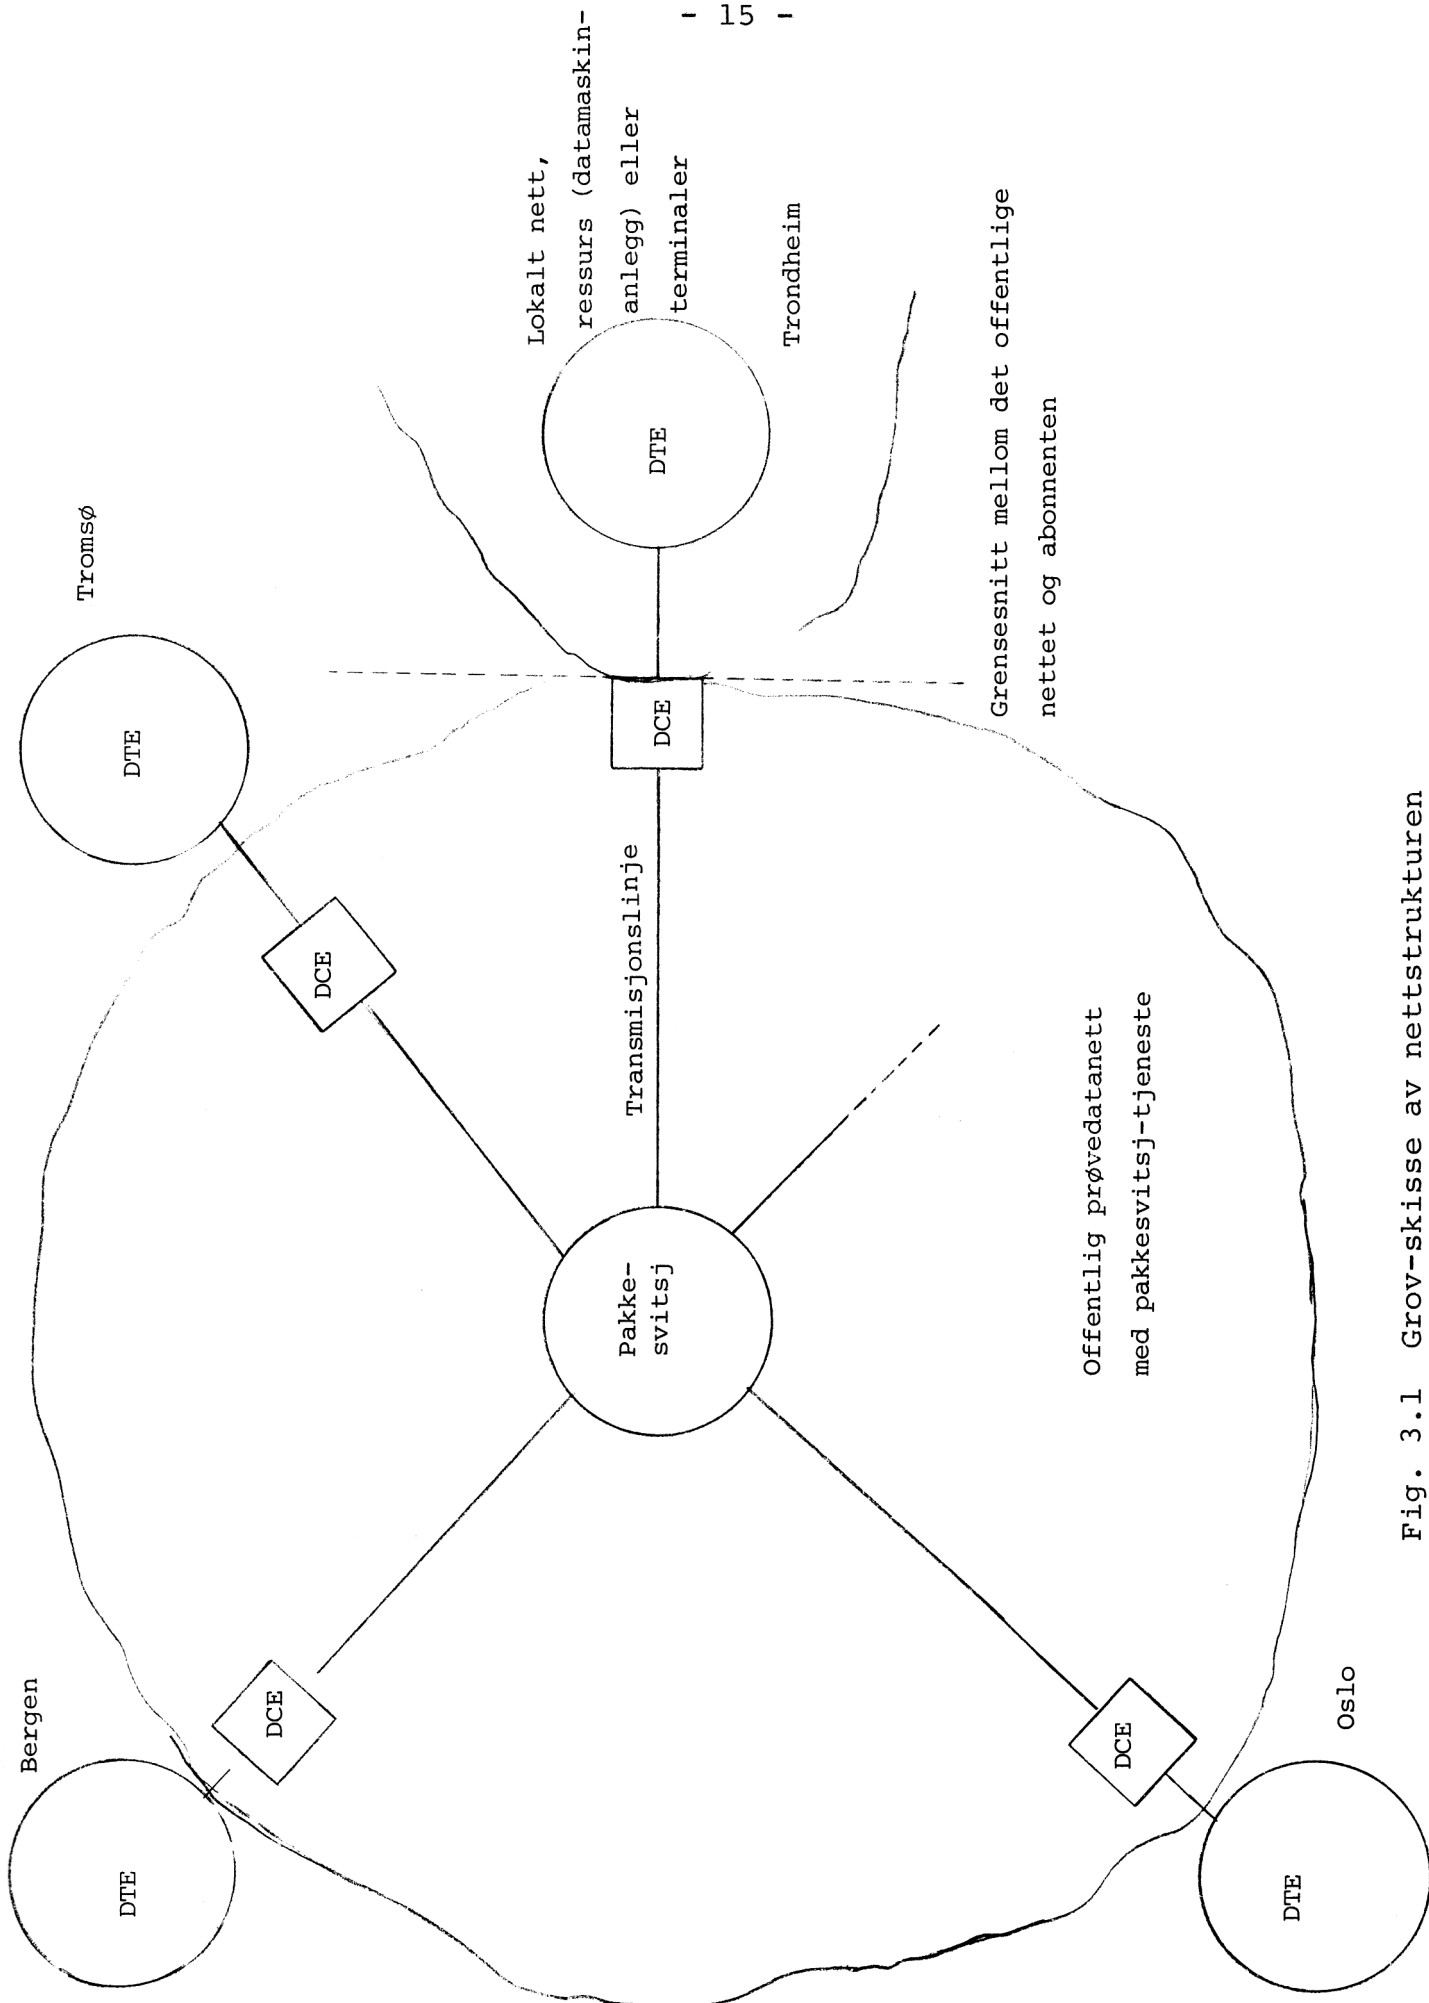 - 15 -
Bergen
DTE
DCE
Tromsø
DTE
DCE
Pakke-
svitsj
Transmisjonslinje
DCE
DTE
Lokalt nett,
ressurs (datamaskin-
anlegg) eller
terminaler
Trondheim
Grensesnitt mellom det offentlige
nettet og abonnenten
Offentlig prøvedatanett
med pakkesvitsj-tjeneste
DCE
DTE
Oslo
Fig. 3.1 Grov-skisse av nettstrukturen